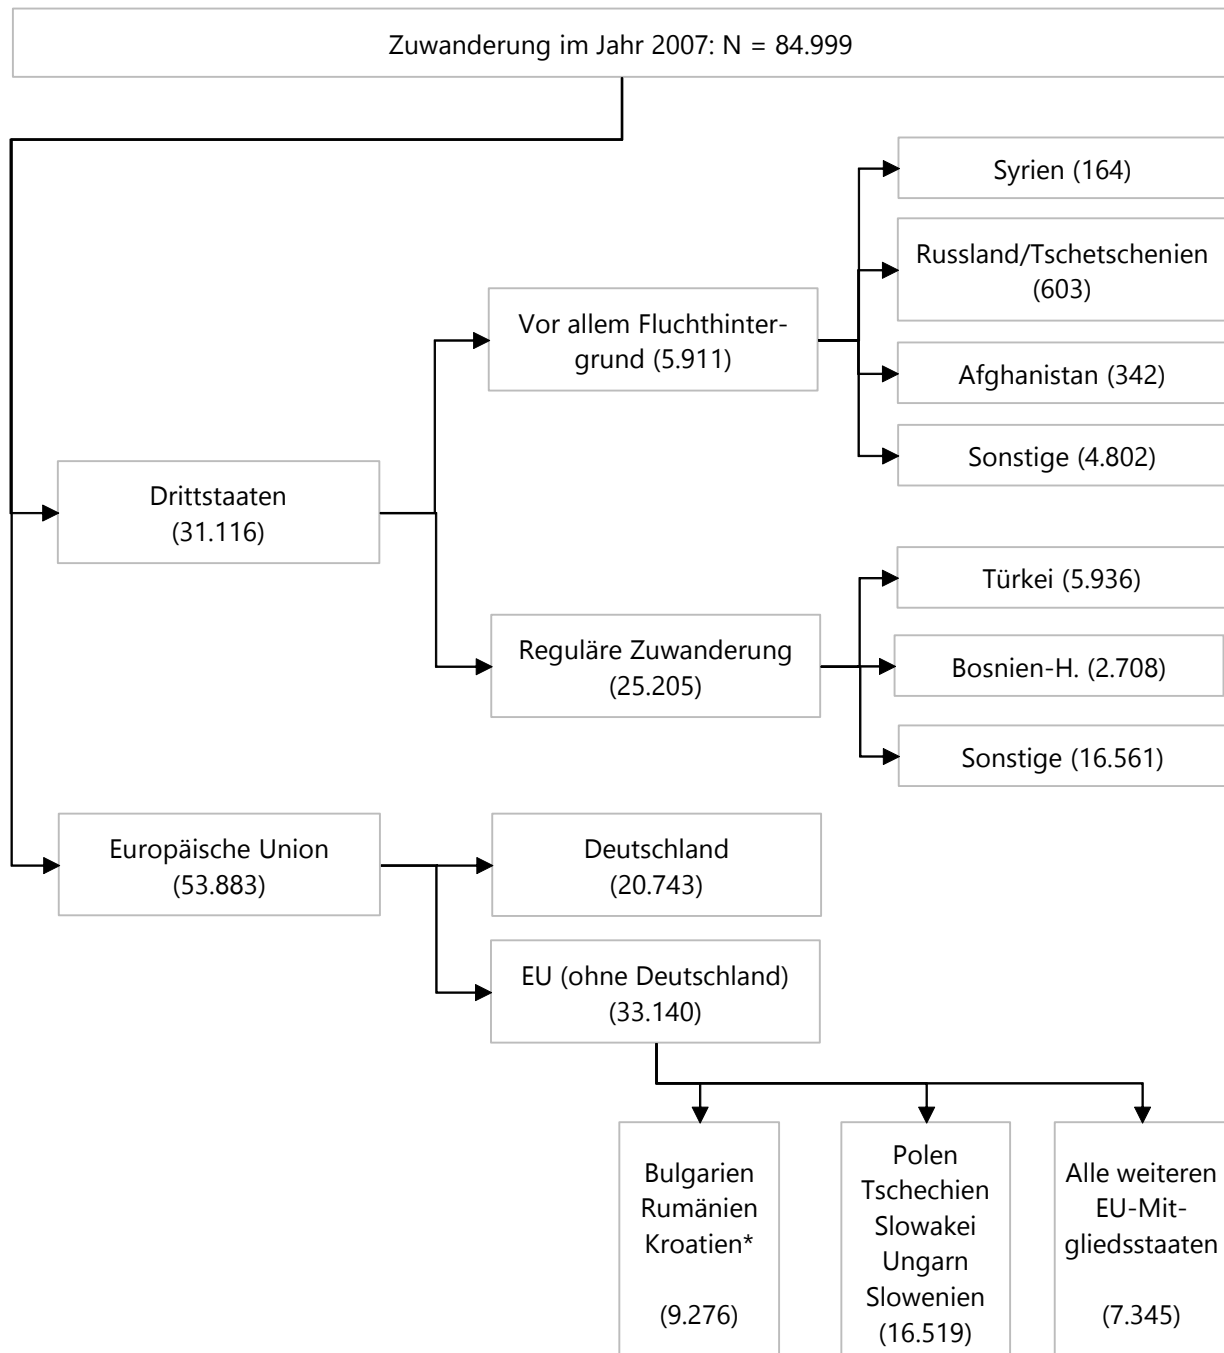 Zuwanderung im Jahr 2007: N = 84.999
Syrien (164)
Russland/Tschetschenien
(603)
Vor allem Fluchthinter-
grund (5.911)
Afghanistan (342)
Sonstige (4.802)
Drittstaaten
(31.116)
Türkei (5.936)
Reguläre Zuwanderung
(25.205)
Bosnien-H. (2.708)
Sonstige (16.561)
Europäische Union
(53.883)
Deutschland
(20.743)
EU (ohne Deutschland)
(33.140)
Bulgarien
Rumänien
Kroatien*
(9.276)
Polen
Tschechien
Slowakei
Ungarn
Slowenien
(16.519)
Alle weiteren
EU-Mit-
gliedsstaaten
(7.345)